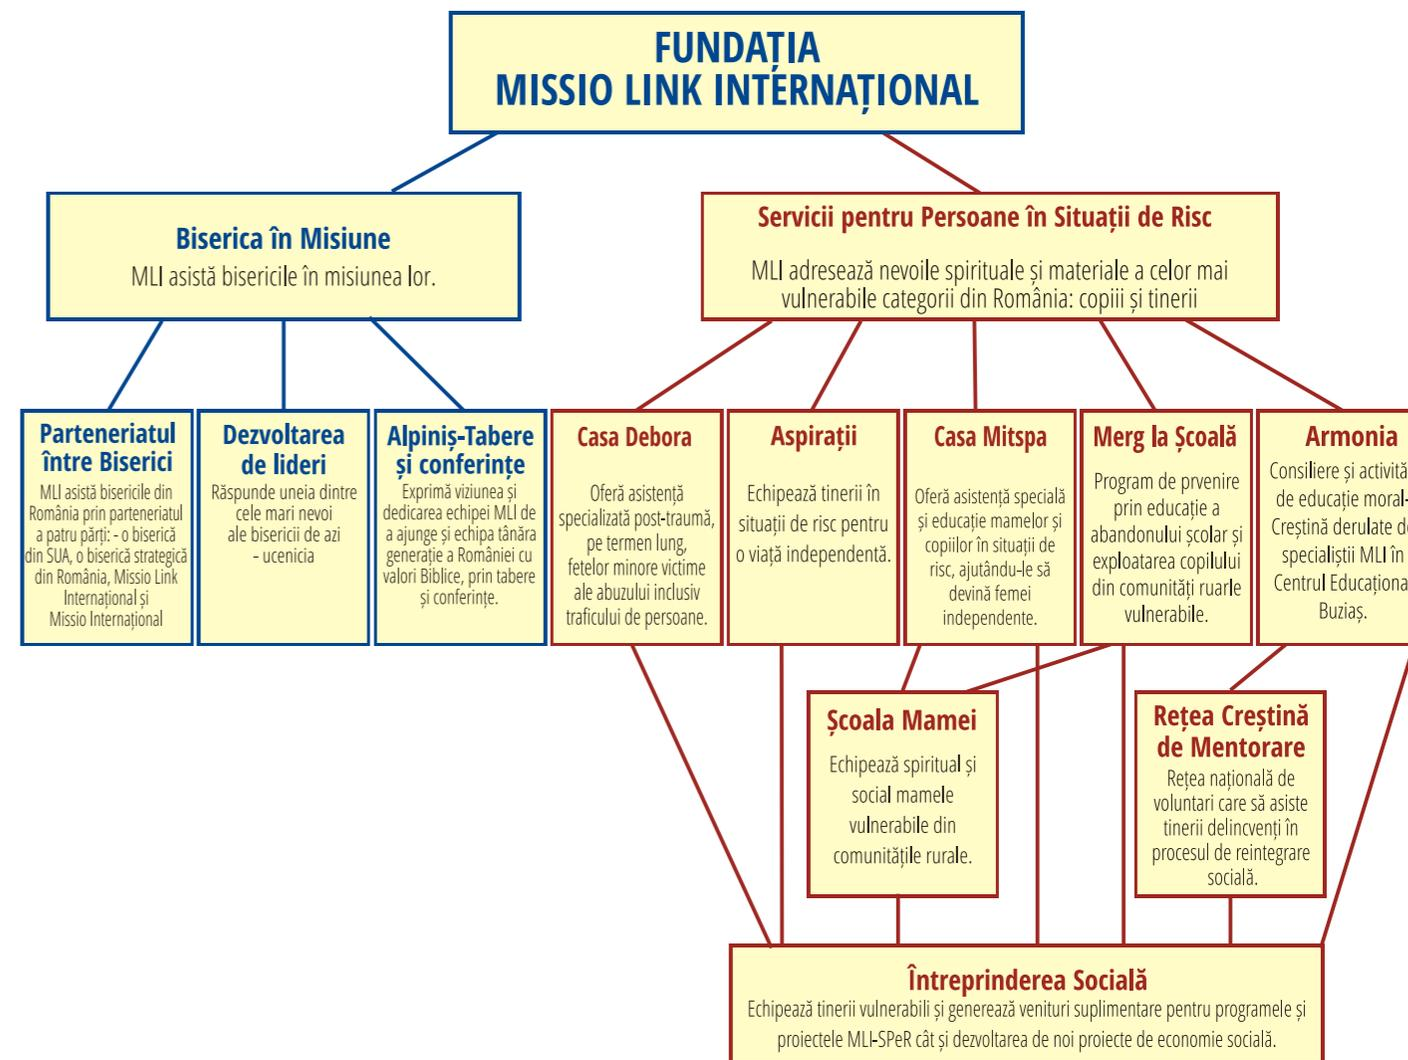 FUNDAȚIA
MISSIO LINK INTERNAȚIONAL
Biserica în Misiune
MLI asistă bisericile în misiunea lor.
Servicii pentru Persoane în Situații de Risc
MLI adresează nevoile spirituale și materiale a celor mai
vulnerabile categorii din România: copiii și tinerii
Parteneriatul
între Biserici
MLI asistă bisericile din
România prin parteneriatul
a patru părți: - o biserică
din SUA, o biserică strategică
din România, Missio Link
Internațional și
Missio Internațional
Dezvoltarea
de lideri
Răspunde uneia dintre
cele mari nevoi
ale bisericii de azi
- ucenicia
Alpiniș-Tabere
și conferințe
Exprimă viziunea și
dedicarea echipei MLI de
a ajunge și echipa tânăra
generație a României cu
valori Biblice, prin tabere
și conferințe.
Casa Debora
Oferă asistență
specializată post-traumă,
pe termen lung,
fetelor minore victime
ale abuzului inclusiv
traficului de persoane.
Aspirații
Echipează tinerii în
situații de risc pentru
o viață independentă.
Casa Mitspa
Oferă asistență specială
și educație mamelor și
copiilor în situații de
risc, ajutându-le să
devină femei
independente.
Merg la Școală
Program de prvenire
prin educație a
abandonului școlar și
exploatarea copilului
din comunități ruarle
vulnerabile.
Armonia
Consiliere și
de educație moral-
Creștină derulate
specialiștii MLI în
Centrul
Buziaș.
Școala Mamei
Echipează spiritual și
social mamele
vulnerabile din
comunitățile rurale.
Rețea Creștină
de Mentorare
Rețea națională de
voluntari care să asiste
tinerii delincvenți în
procesul de reintegrare
socială.
Întreprinderea Socială
Echipează tinerii vulnerabili și generează venituri suplimentare pentru programele și
proiectele MLI-SPeR cât și dezvoltarea de noi proiecte de economie socială.